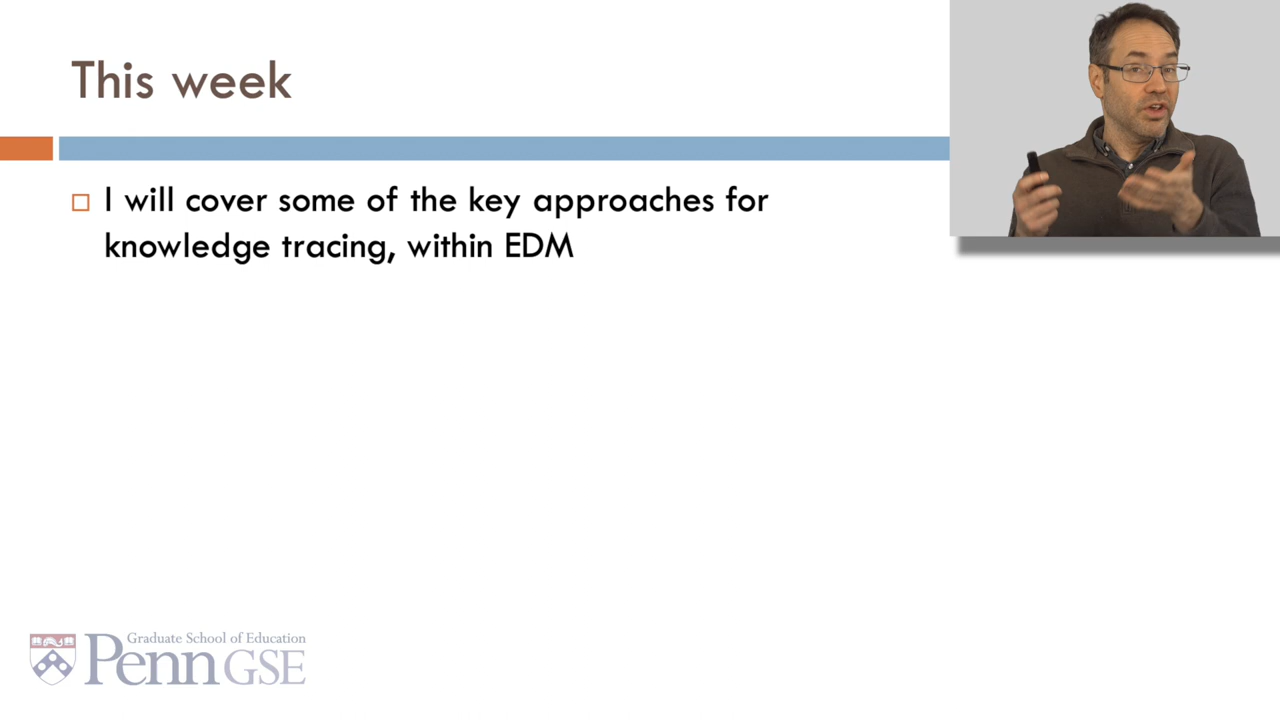 This week
I will cover some of the key approaches for
knowledge tracing, within EDM
Graduate School of Education
Penn GSE